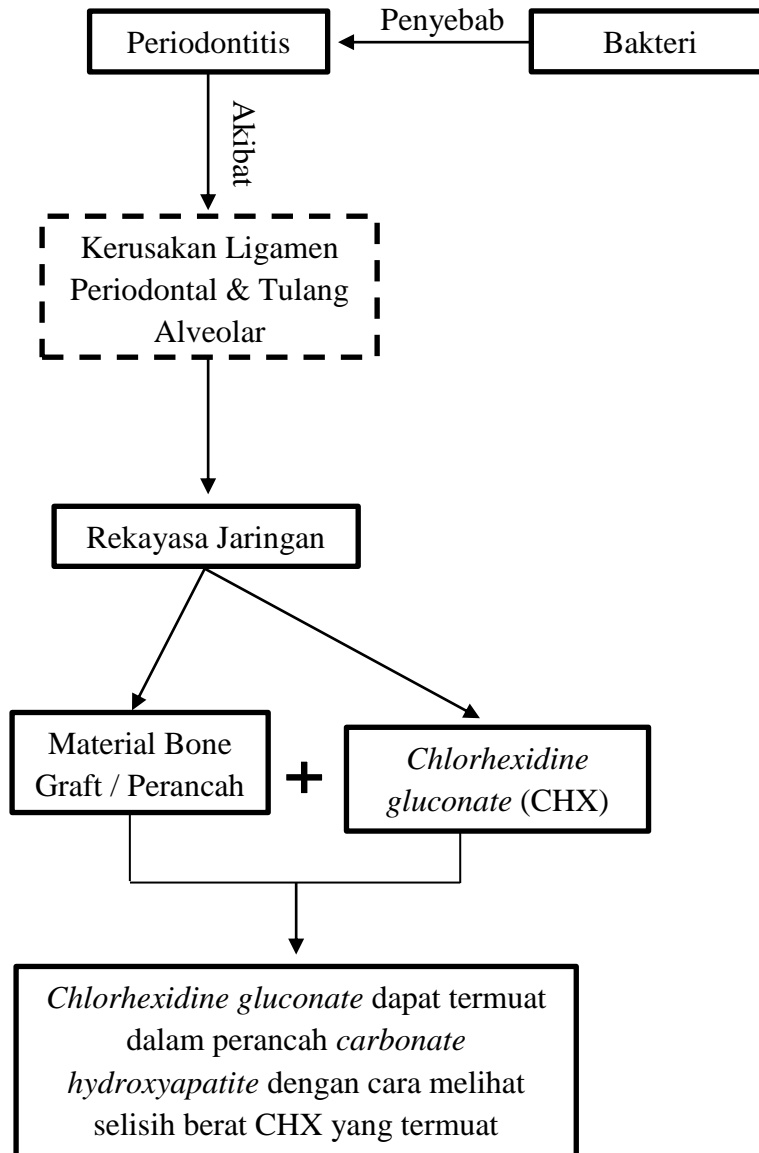 Periodontitis
Penyebab
Bakteri
Akibat
Kerusakan Ligamen
Periodontal & Tulang
Alveolar
Rekayasa Jaringan
Material Bone
Graft / Perancah
+
Chlorhexidine
gluconate (CHX)
Chlorhexidine gluconate dapat termuat
dalam perancah carbonate
hydroxyapatite dengan cara melihat
selisih berat CHX yang termuat